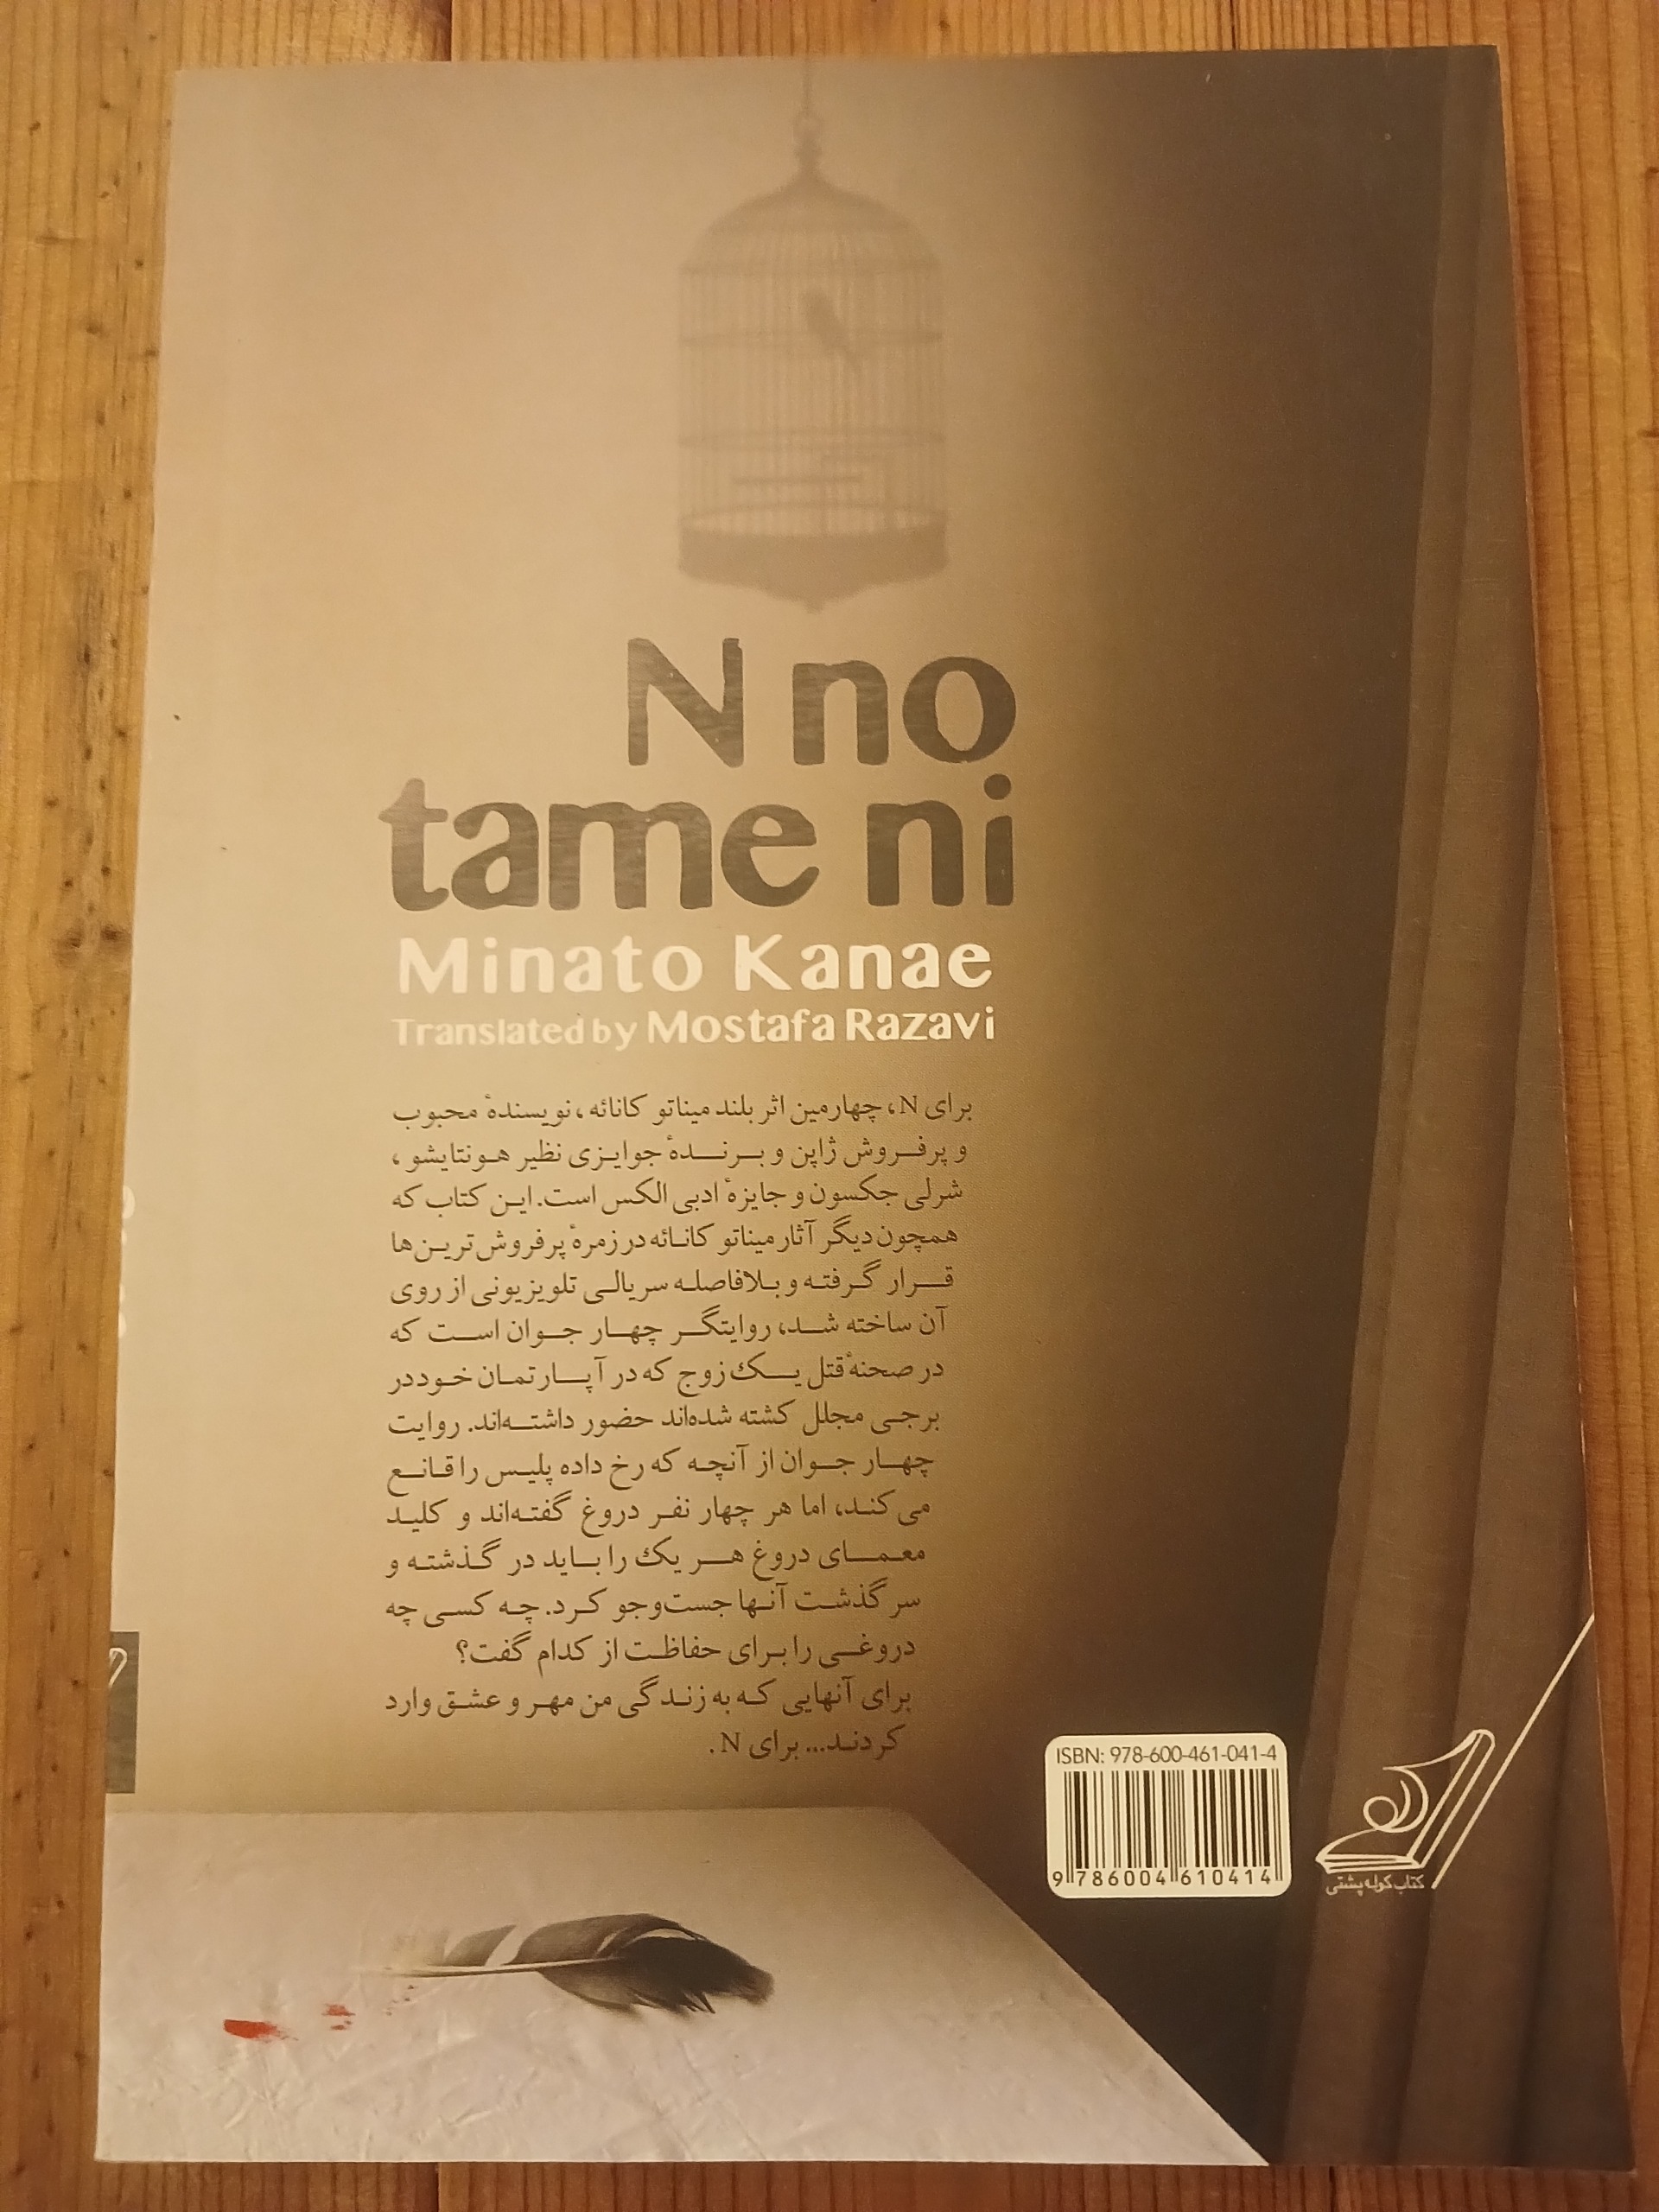 N no
tame ni
Minato Kanae
Translated by Mostafa Razavi
برای N، چهارمین اثر بلند میناتو کانائه، نویسندهٔ محبوب
و پرفروش ژاپن و برندهٔ جوایزی نظیر هونتایشو،
شرلی جکسون و جایزهٔ ادبی الکس است. این کتاب که
همچون دیگر آثار میناتو کانائه در زمرهٔ پرفروش‌ترین‌ها
قرار گرفته و بلافاصله سریالی تلویزیونی از روی
آن ساخته شد، روایتگر چهار جوان است که
در صحنهٔ قتل یک زوج که در آپارتمان خود در
برجی مجلل کشته شده‌اند حضور داشته‌اند. روایت
چهار جوان از آنچه که رخ داده پلیس را قانع
می‌کند، اما هر چهار نفر دروغ گفته‌اند و کلید
معمای دروغ هر یک را باید در گذشته و
سرگذشت آنها جست‌وجو کرد. چه کسی چه
دروغی را برای حفاظت از کدام گفت؟
برای آنهایی که به زندگی من مهر و عشق وارد
کردند... برای N.
ISBN: 978-600-461-041-4
9 786004 610414
کتاب کوله پشتی